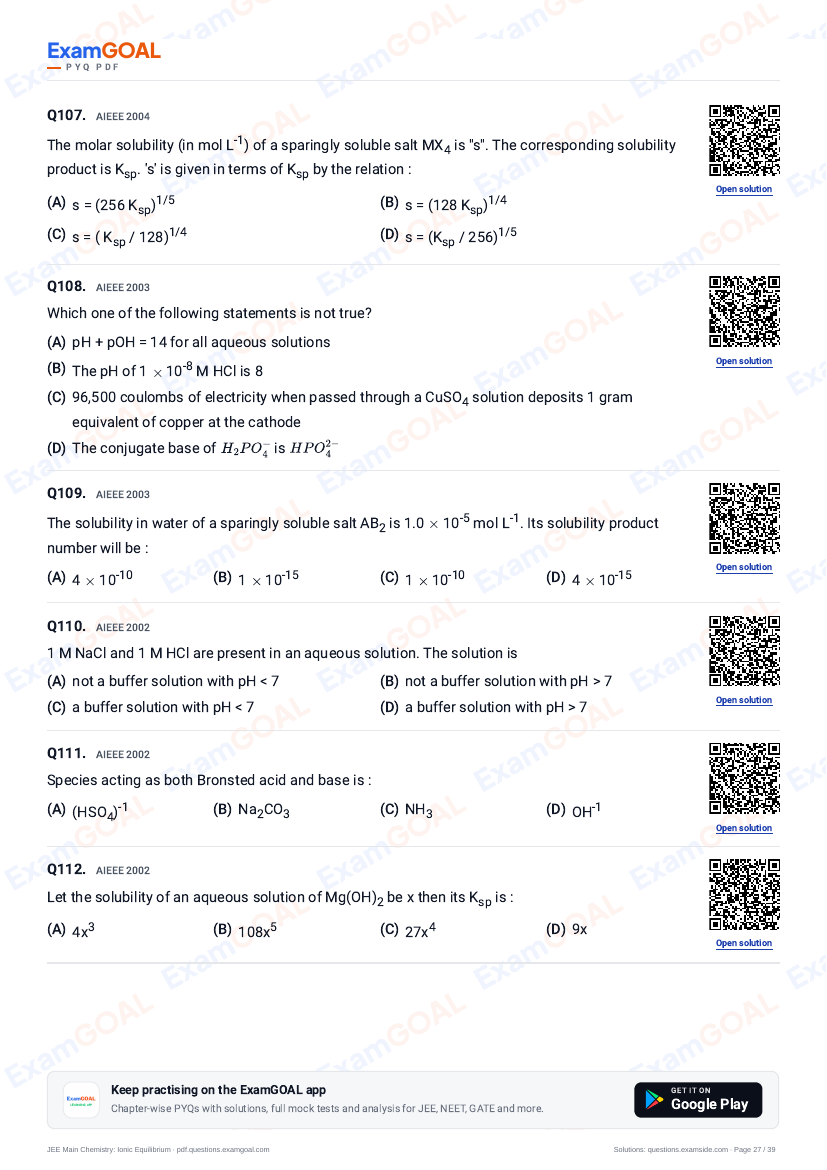 ExamGOAL
PYQ PDF
Q107. AIEEE 2004
The molar solubility (in mol L⁻¹) of a sparingly soluble salt MX₄ is "s". The corresponding solubility
product is Kₛₚ. 's' is given in terms of Kₛₚ by the relation :
(A) s = (256 Kₛₚ)^1/5
(B) s = (128 Kₛₚ)^1/4
(C) s = ( Kₛₚ / 128)^1/4
(D) s = (Kₛₚ / 256)^1/5
Open solution
Q108. AIEEE 2003
Which one of the following statements is not true?
(A) pH + pOH = 14 for all aqueous solutions
(B) The pH of 1 × 10⁻⁸ M HCl is 8
(C) 96,500 coulombs of electricity when passed through a CuSO₄ solution deposits 1 gram
equivalent of copper at the cathode
(D) The conjugate base of H₂PO₄⁻ is HPO₄²⁻
Open solution
Q109. AIEEE 2003
The solubility in water of a sparingly soluble salt AB₂ is 1.0 × 10⁻⁵ mol L⁻¹. Its solubility product
number will be :
(A) 4 × 10⁻¹⁰
(B) 1 × 10⁻¹⁵
(C) 1 × 10⁻¹⁰
(D) 4 × 10⁻¹⁵
Open solution
Q110. AIEEE 2002
1 M NaCl and 1 M HCl are present in an aqueous solution. The solution is
(A) not a buffer solution with pH < 7
(B) not a buffer solution with pH > 7
(C) a buffer solution with pH < 7
(D) a buffer solution with pH > 7
Open solution
Q111. AIEEE 2002
Species acting as both Bronsted acid and base is :
(A) (HSO₄)⁻¹
(B) Na₂CO₃
(C) NH₃
(D) OH⁻¹
Open solution
Q112. AIEEE 2002
Let the solubility of an aqueous solution of Mg(OH)₂ be x then its Kₛₚ is :
(A) 4x³
(B) 108x⁵
(C) 27x⁴
(D) 9x
Open solution
Keep practising on the ExamGOAL app
Chapter-wise PYQs with solutions, full mock tests and analysis for JEE, NEET, GATE and more.
GET IT ON
Google Play
JEE Main Chemistry: Ionic Equilibrium · pdf.questions.examgoal.com
Solutions: questions.examside.com · Page 27 / 39